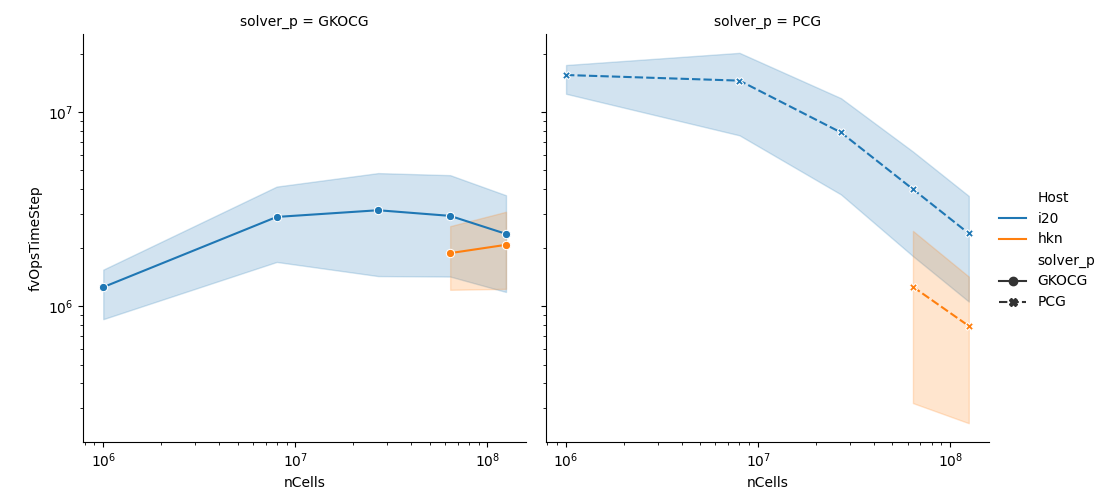 solver_p = GKOCG
solver_p = PCG
fvOpsTimeStep
10^7
10^6
10^6
10^7
10^8
nCells
10^6
10^7
10^8
nCells
Host
i20
hkn
solver_p
GKOCG
PCG